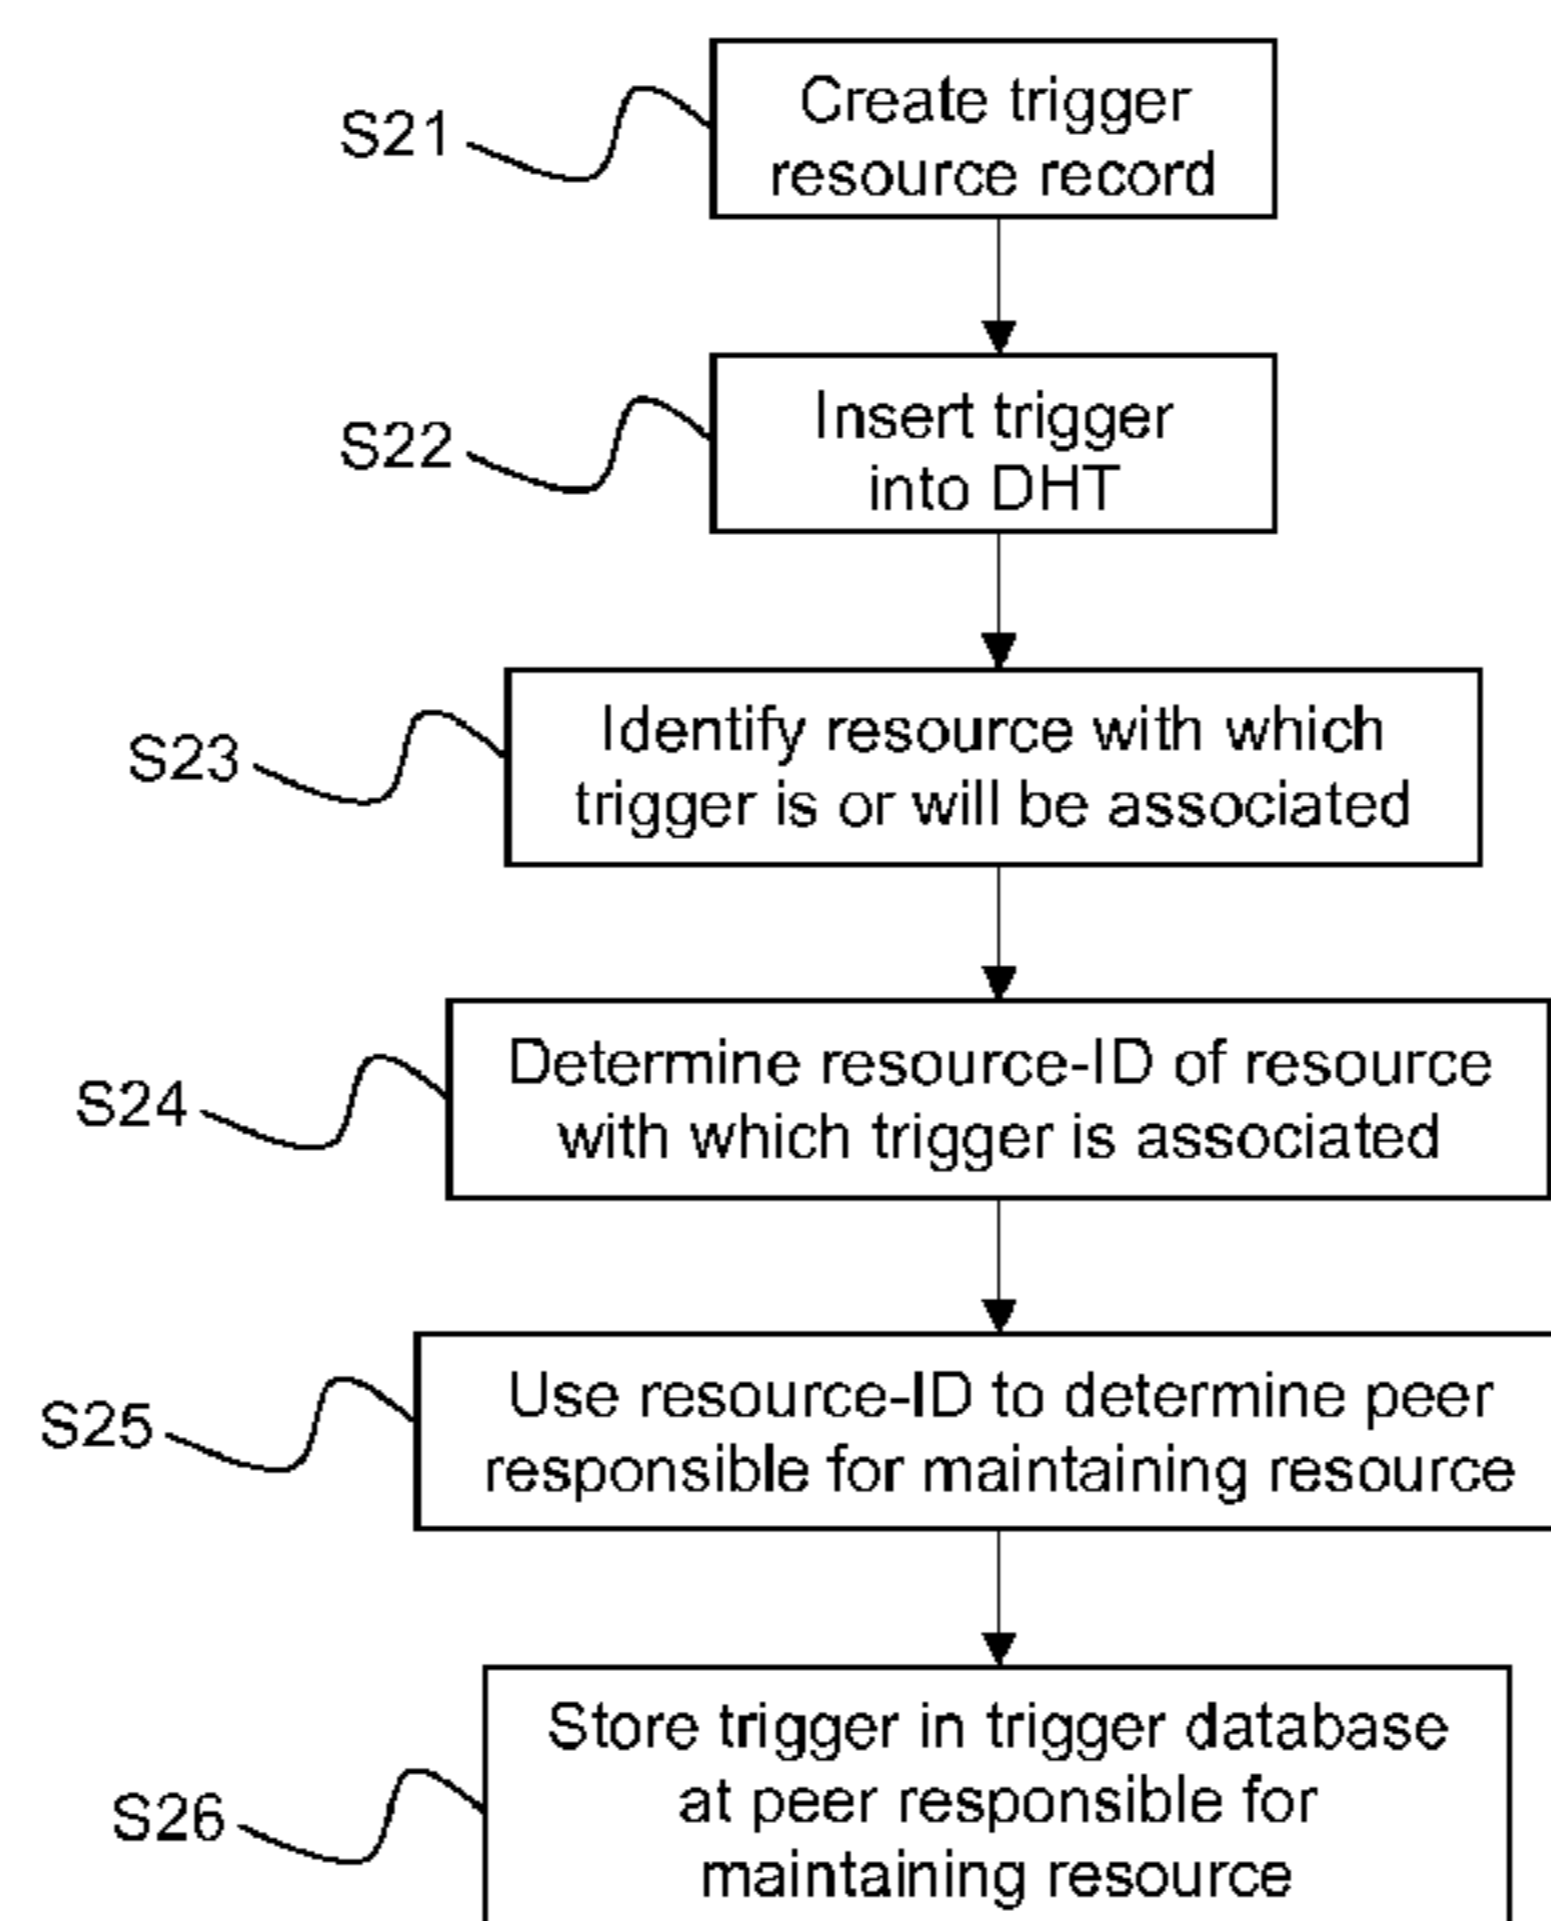 S21
Create trigger
resource record
S22
Insert trigger
into DHT
S23
Identify resource with which
trigger is or will be associated
S24
Determine resource-ID of resource
with which trigger is associated
S25
Use resource-ID to determine peer
responsible for maintaining resource
S26
Store trigger in trigger database
at peer responsible for
maintaining resource